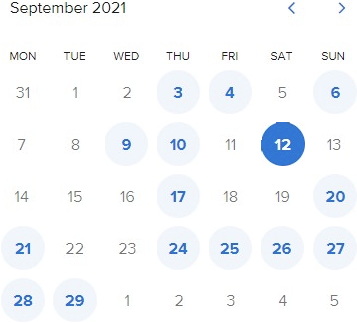 September 2021
MON TUE WED THU FRI SAT SUN
31 1 2 3 4 5 6
7 8 9 10 11 12 13
14 15 16 17 18 19 20
21 22 23 24 25 26 27
28 29 1 2 3 4 5